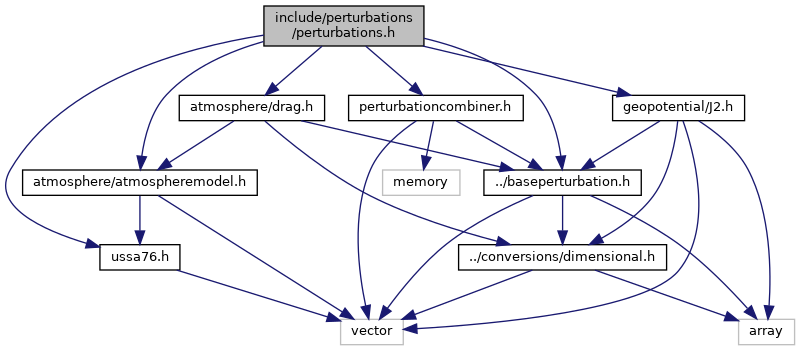 include/perturbations
/perturbations.h
atmosphere/drag.h
perturbationcombiner.h
geopotential/J2.h
atmosphere/atmospheremodel.h
memory
../baseperturbation.h
ussa76.h
../conversions/dimensional.h
vector
array